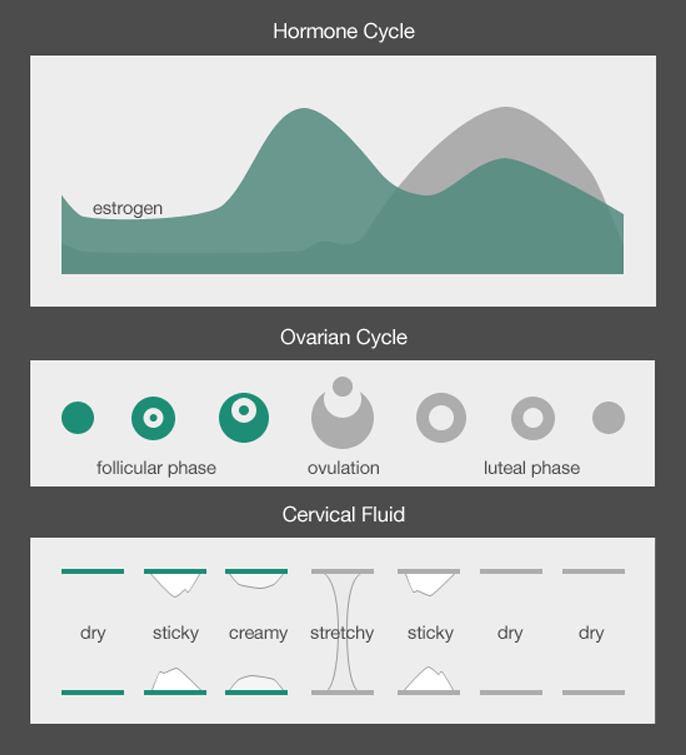 Hormone Cycle
estrogen
Ovarian Cycle
follicular phase ovulation luteal phase
Cervical Fluid
dry sticky creamy stretchy sticky dry dry